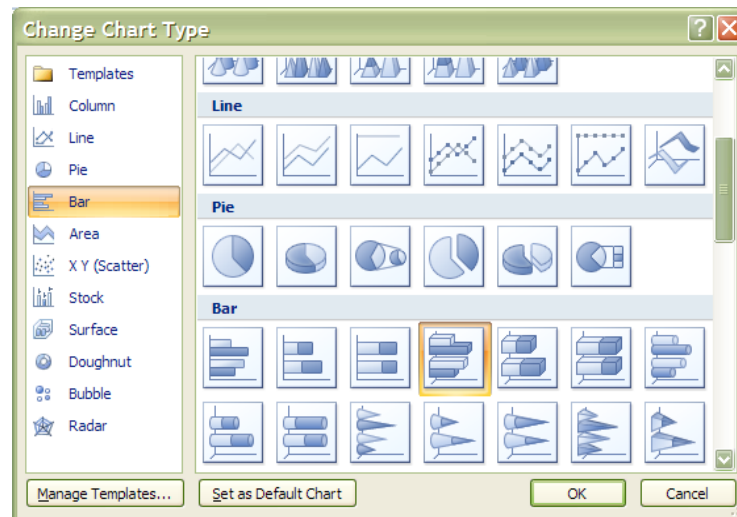 Change Chart Type
?
X
Templates
Column
Line
Pie
Bar
Area
X Y (Scatter)
Stock
Surface
Doughnut
Bubble
Radar
Line
Pie
Bar
Manage Templates...
Set as Default Chart
OK
Cancel